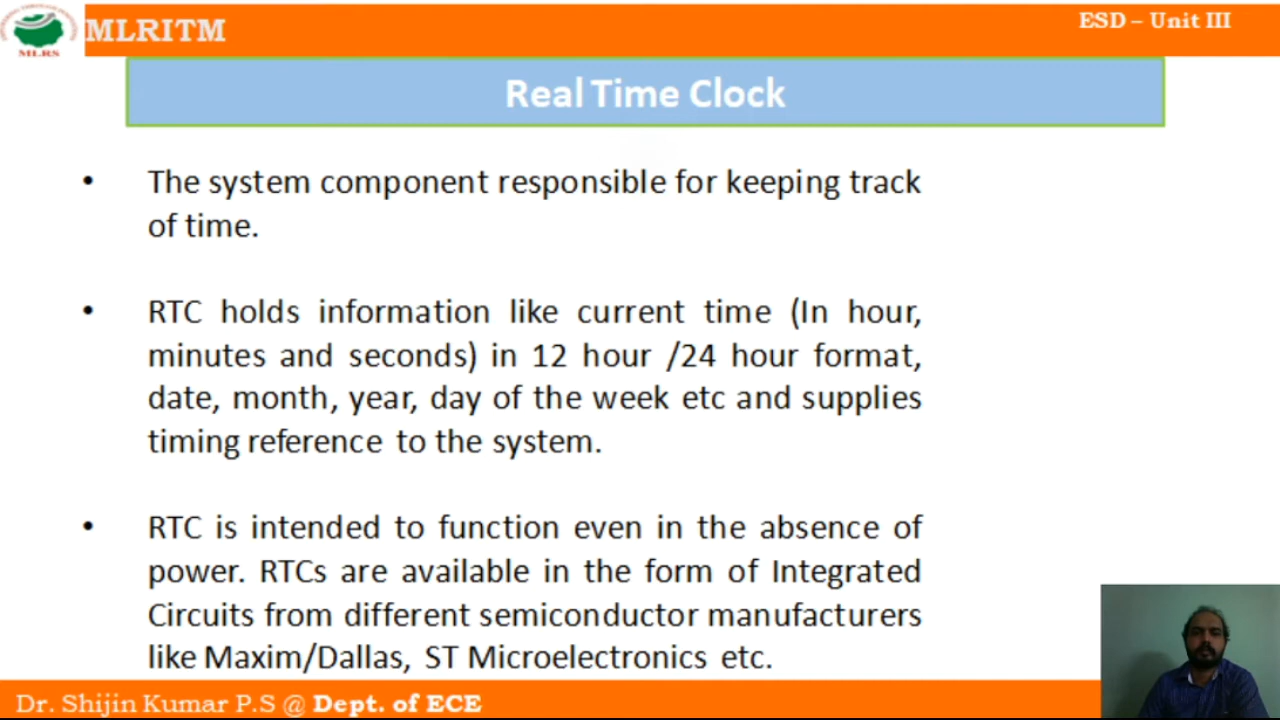 MLRITM
ESD – Unit III
MLRS
Real Time Clock
• The system component responsible for keeping track
of time.
• RTC holds information like current time (In hour,
minutes and seconds) in 12 hour /24 hour format,
date, month, year, day of the week etc and supplies
timing reference to the system.
• RTC is intended to function even in the absence of
power. RTCs are available in the form of Integrated
Circuits from different semiconductor manufacturers
like Maxim/Dallas, ST Microelectronics etc.
Dr. Shijin Kumar P.S @ Dept. of ECE